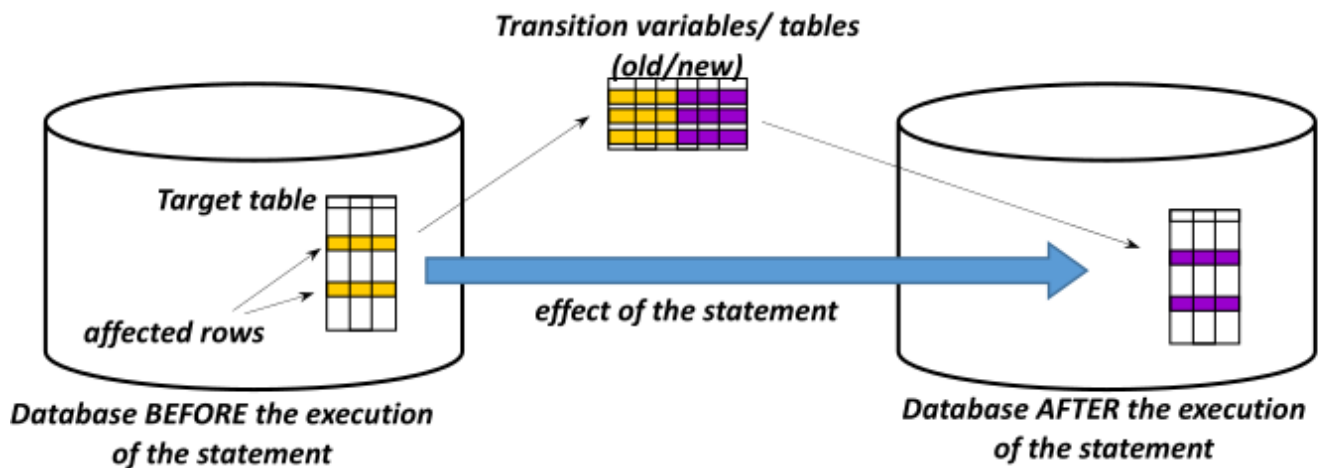 Transition variables/ tables
(old/new)
Target table
affected rows
effect of the statement
Database BEFORE the execution
of the statement
Database AFTER the execution
of the statement